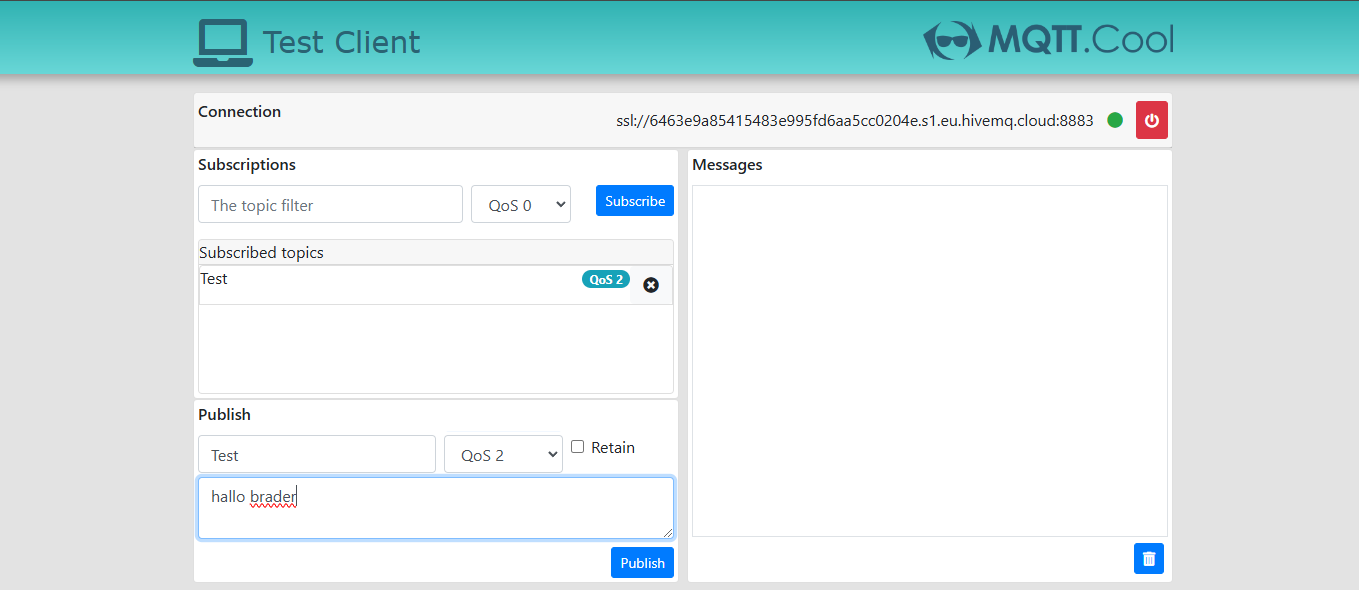 Test Client
MQTT.Cool
Connection
ssl://6463e9a85415483e995fd6aa5cc0204e.s1.eu.hivemq.cloud:8883
Subscriptions
The topic filter
QoS 0
Subscribe
Subscribed topics
Test
QoS 2
Publish
Test
QoS 2
Retain
hallo brader
Publish
Messages